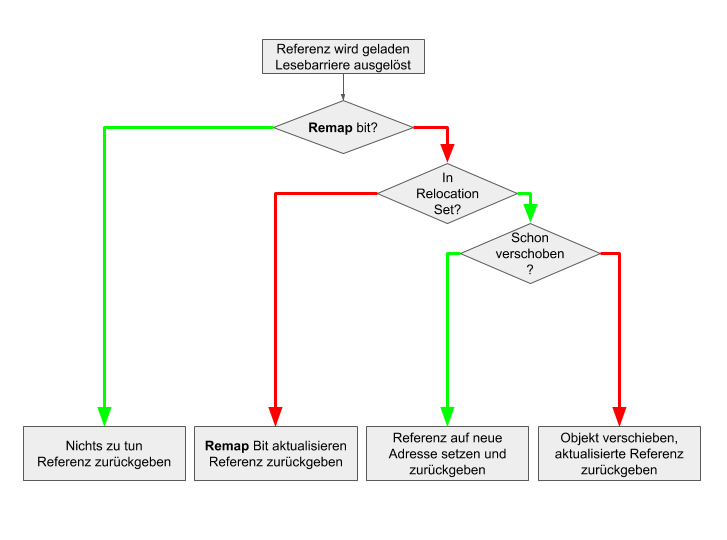 Referenz wird geladen
Lesebarriere ausgelöst
Remap bit?
In
Relocation
Set?
Schon
verschoben
?
Nichts zu tun
Referenz zurückgeben
Remap Bit aktualisieren
Referenz zurückgeben
Referenz auf neue
Adresse setzen und
zurückgeben
Objekt verschieben,
aktualisierte Referenz
zurückgeben